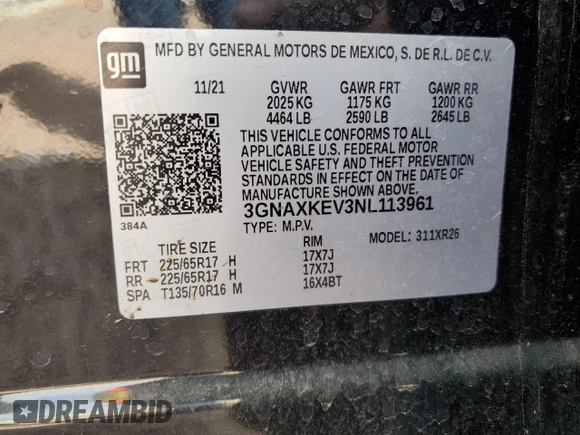 gm
MFD BY GENERAL MOTORS DE MEXICO, S. DE R.L. DE C.V.
11/21 GVWR GAWR FRT GAWR RR
2025 KG 1175 KG 1200 KG
4464 LB 2590 LB 2645 LB
THIS VEHICLE CONFORMS TO ALL
APPLICABLE U.S. FEDERAL MOTOR
VEHICLE SAFETY AND THEFT PREVENTION
STANDARDS IN EFFECT ON THE DATE OF
MANUFACTURE SHOWN ABOVE.
384A
3GNAXKEV3NL113961
TYPE: M.P.V. MODEL: 311XR26
TIRE SIZE RIM
FRT 225/65R17 H 17X7J
RR 225/65R17 H 17X7J
SPA T135/70R16 M 16X4BT
DREAMBID